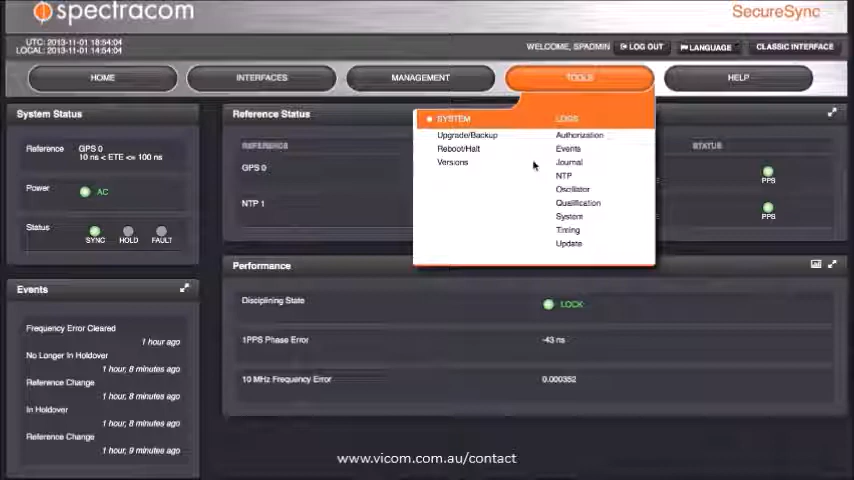 spectracom
SecureSync
UTC: 2013-11-01 18:54:04
LOCAL: 2013-11-01 14:54:04
WELCOME, SPADMIN
LOG OUT
LANGUAGE
CLASSIC INTERFACE
HOME
INTERFACES
MANAGEMENT
TOOLS
HELP
System Status
Reference
GPS 0
10 ns < ETE <= 100 ns
Power
AC
Status
SYNC
HOLD
FAULT
Events
Frequency Error Cleared
1 hour ago
No Longer In Holdover
1 hour, 8 minutes ago
Reference Change
1 hour, 8 minutes ago
In Holdover
1 hour, 8 minutes ago
Reference Change
1 hour, 9 minutes ago
Reference Status
REFERENCE
STATUS
GPS 0
PPS
NTP 1
PPS
SYSTEM
Upgrade/Backup
Reboot/Halt
Versions
LOGS
Authorization
Events
Journal
NTP
Oscillator
Qualification
System
Timing
Update
Performance
Disciplining State
LOCK
1PPS Phase Error
-43 ns
10 MHz Frequency Error
0.000352
www.vicom.com.au/contact